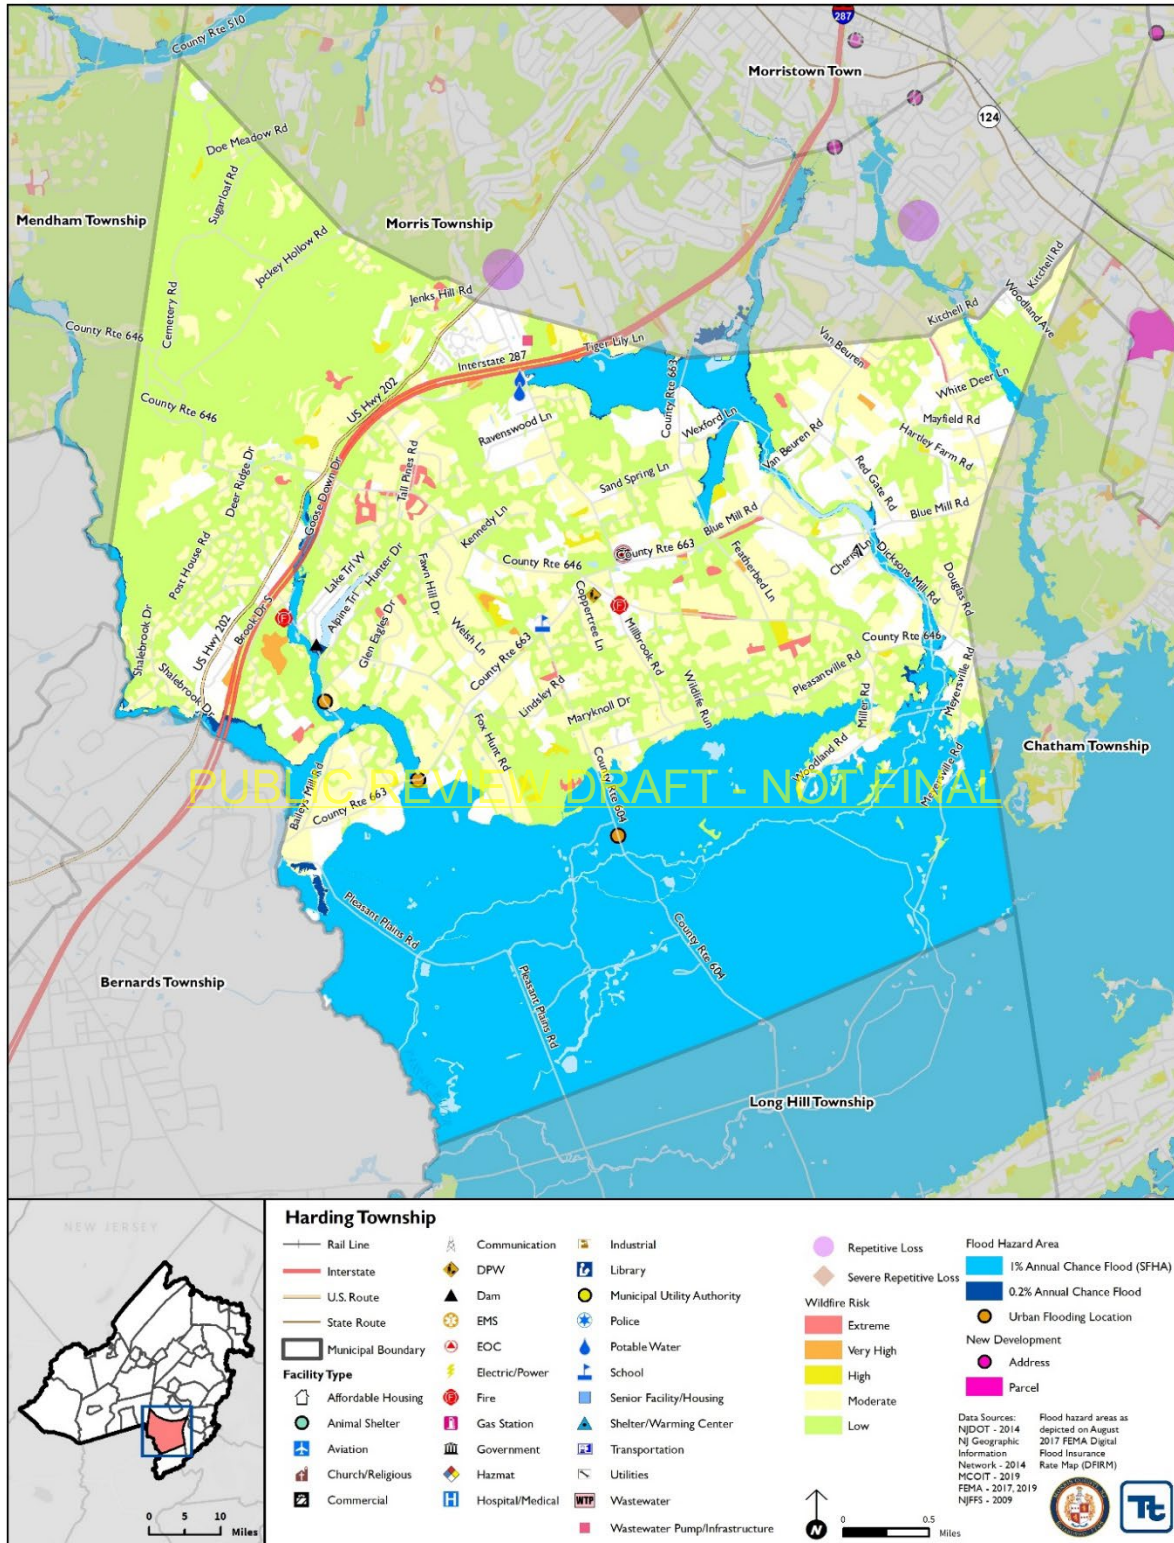 287
County Rte 510
Morristown Town
124
Doe Meadow Rd
Sugarloaf Rd
Mendham Township
Morris Township
Jockey Hollow Rd
Kitchell Rd
Woodland Ave
Cemetery Rd
Jenks Hill Rd
Kitchell Rd
County Rte 646
Van Beuren
Tiger Lily Ln
Interstate 287
County Rte 663
White Deer Ln
US Hwy 202
County Rte 646
Ravenswood Ln
Wexford Ln
Mayfield Rd
Hartley Farm Rd
Van Beuren Rd
Tall Pines Rd
Deer Ridge Dr
Goose Down Dr
Sand Spring Ln
Red Gate Rd
Kennedy Ln
Blue Mill Rd
Blue Mill Rd
Post House Rd
Lake Trl W
Hunter Dr
Fawn Hill Dr
County Rte 646
County Rte 663
Featherbed Ln
Cherry Ln
Dicksons Mill Rd
Douglas Rd
Alpine Trl
Coppertree Ln
Shalebrook Dr
Brook Dr S
Glen Eagles Dr
Welsh Ln
Millbrook Rd
County Rte 646
US Hwy 202
County Rte 663
Pleasantville Rd
Meyersville Rd
Shalebrook Dr
Lindsley Rd
Wildlife Run
Maryknoll Dr
Miller Rd
Fox Hunt Rd
Woodland Rd
Chatham Township
Baileys Mill Rd
County Rte 604
Meyersville Rd
PUBLIC REVIEW DRAFT - NOT FINAL
County Rte 663
Pleasant Plains Rd
County Rte 604
Bernards Township
Pleasant Plains Rd
Long Hill Township
NEW JERSEY
0 5 10
Miles
Harding Township
Rail Line
Interstate
U.S. Route
State Route
Municipal Boundary
Facility Type
Affordable Housing
Animal Shelter
Aviation
Church/Religious
Commercial
Communication
DPW
Dam
EMS
EOC
Electric/Power
Fire
Gas Station
Government
Hazmat
Hospital/Medical
Industrial
Library
Municipal Utility Authority
Police
Potable Water
School
Senior Facility/Housing
Shelter/Warming Center
Transportation
Utilities
WTP Wastewater
Wastewater Pump/Infrastructure
Repetitive Loss
Severe Repetitive Loss
Wildfire Risk
Extreme
Very High
High
Moderate
Low
N
0 0.5
Miles
Flood Hazard Area
1% Annual Chance Flood (SFHA)
0.2% Annual Chance Flood
Urban Flooding Location
New Development
Address
Parcel
Data Sources:
NJDOT - 2014
NJ Geographic
Information
Network - 2014
MCOIT - 2019
FEMA - 2017, 2019
NJFFS - 2009
Flood hazard areas as
depicted on August
2017 FEMA Digital
Flood Insurance
Rate Map (DFIRM)
Tt